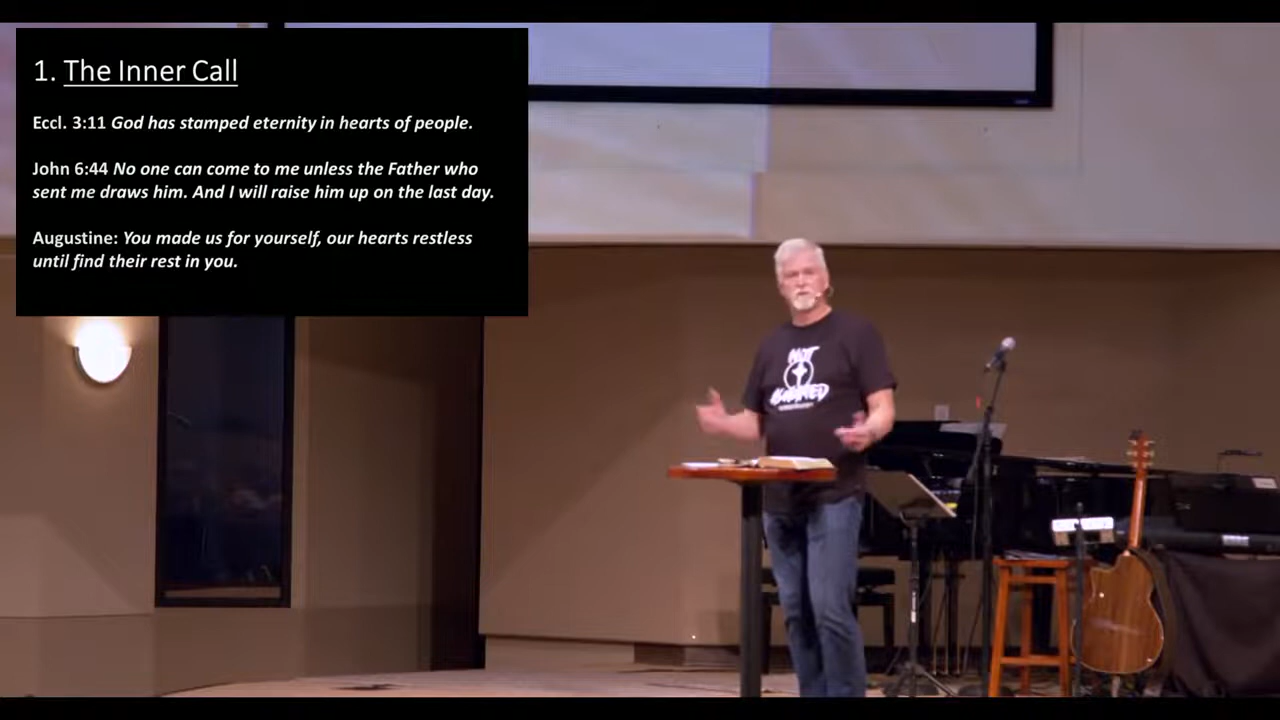 1. The Inner Call
Eccl. 3:11 God has stamped eternity in hearts of people.
John 6:44 No one can come to me unless the Father who
sent me draws him. And I will raise him up on the last day.
Augustine: You made us for yourself, our hearts restless
until find their rest in you.
NOT